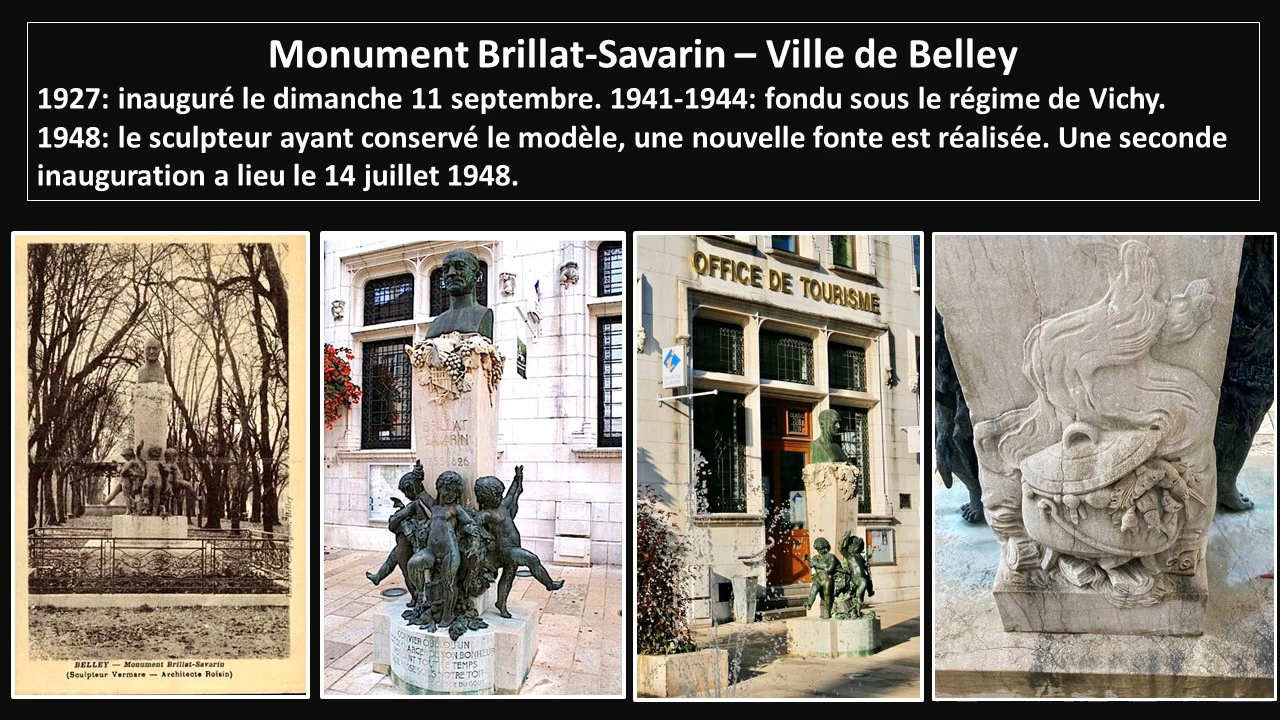 Monument Brillat-Savarin – Ville de Belley
1927: inauguré le dimanche 11 septembre. 1941-1944: fondu sous le régime de Vichy.
1948: le sculpteur ayant conservé le modèle, une nouvelle fonte est réalisée. Une seconde
inauguration a lieu le 14 juillet 1948.
BELLEY — Monument Brillat-Savarin
(Sculpteur Vermare — Architecte Roisin)
BRILLAT
SAVARIN
OFFICE DE TOURISME